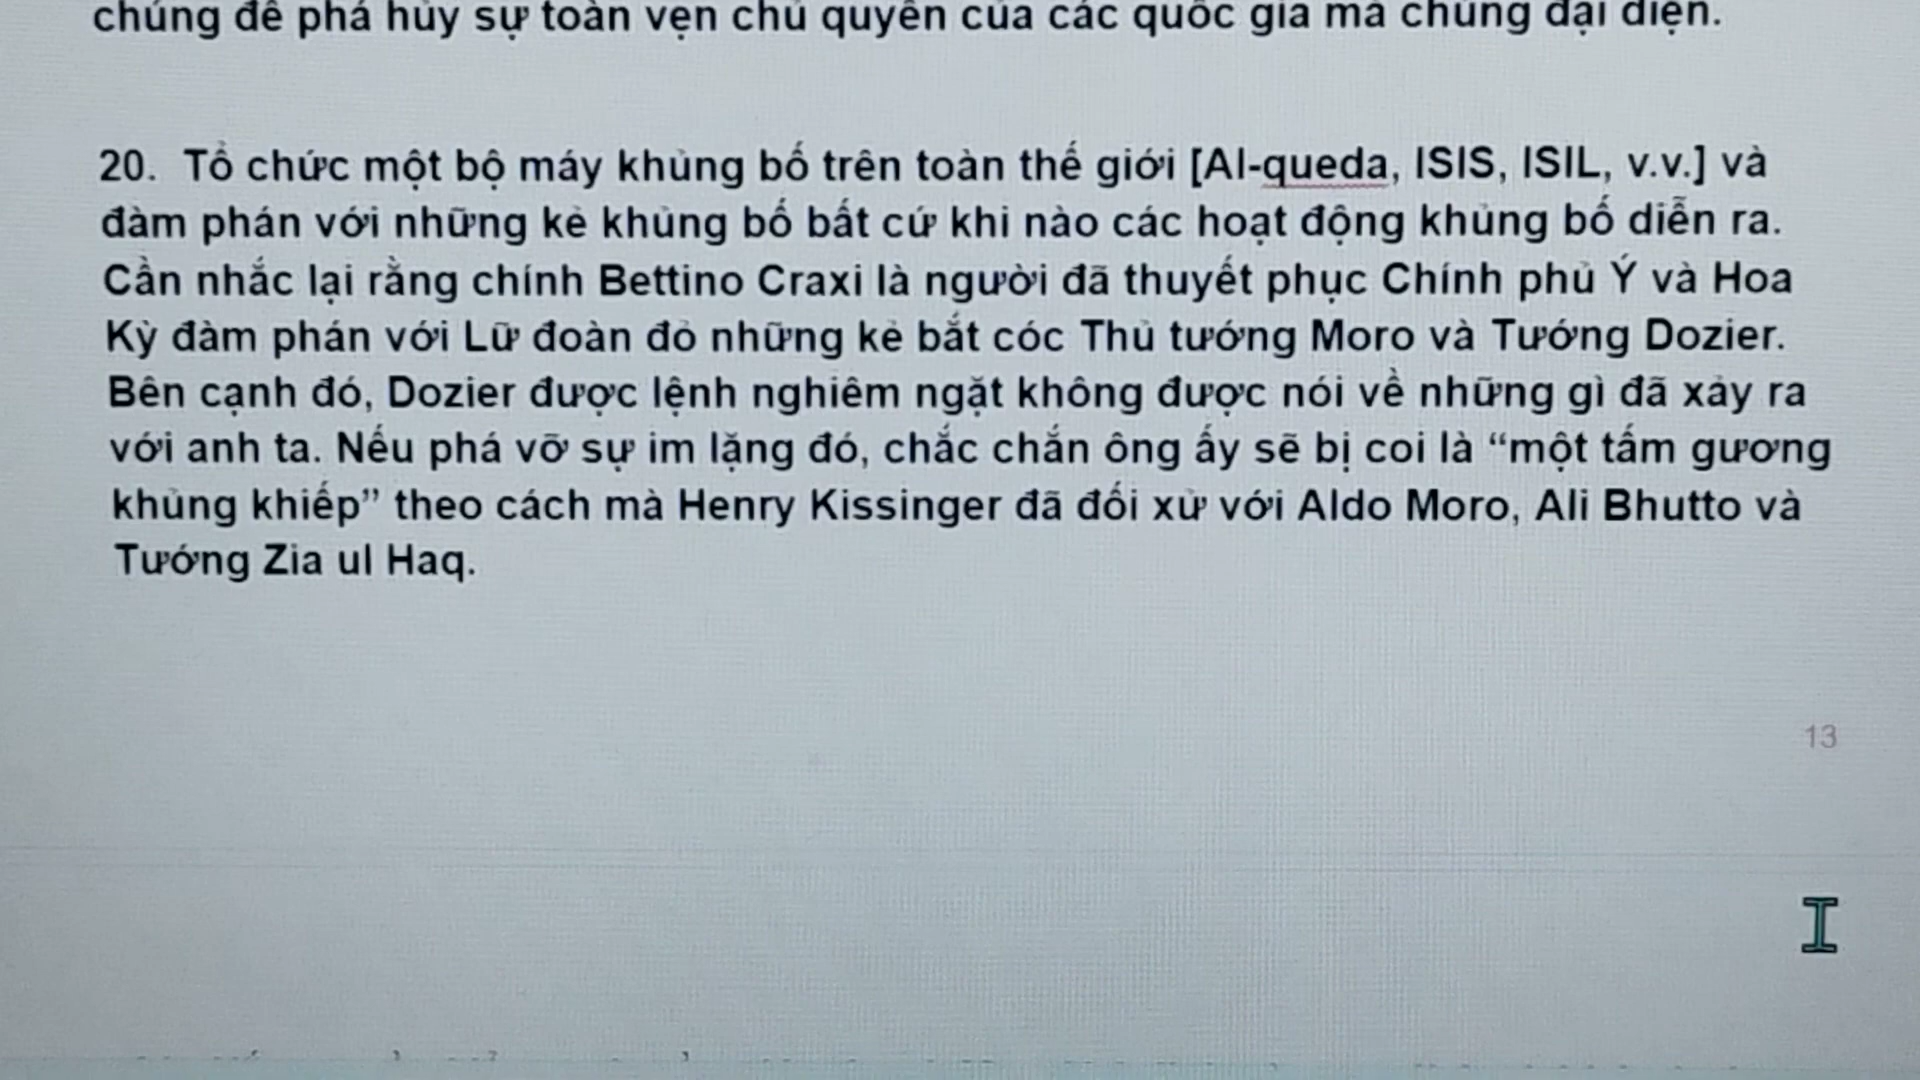 chúng để phá hủy sự toàn vẹn chủ quyền của các quốc gia mà chúng đại diện.
20. Tổ chức một bộ máy khủng bố trên toàn thế giới [Al-queda, ISIS, ISIL, v.v.] và
đàm phán với những kẻ khủng bố bất cứ khi nào các hoạt động khủng bố diễn ra.
Cần nhắc lại rằng chính Bettino Craxi là người đã thuyết phục Chính phủ Ý và Hoa
Kỳ đàm phán với Lữ đoàn đỏ những kẻ bắt cóc Thủ tướng Moro và Tướng Dozier.
Bên cạnh đó, Dozier được lệnh nghiêm ngặt không được nói về những gì đã xảy ra
với anh ta. Nếu phá vỡ sự im lặng đó, chắc chắn ông ấy sẽ bị coi là “một tấm gương
khủng khiếp” theo cách mà Henry Kissinger đã đối xử với Aldo Moro, Ali Bhutto và
Tướng Zia ul Haq.
13